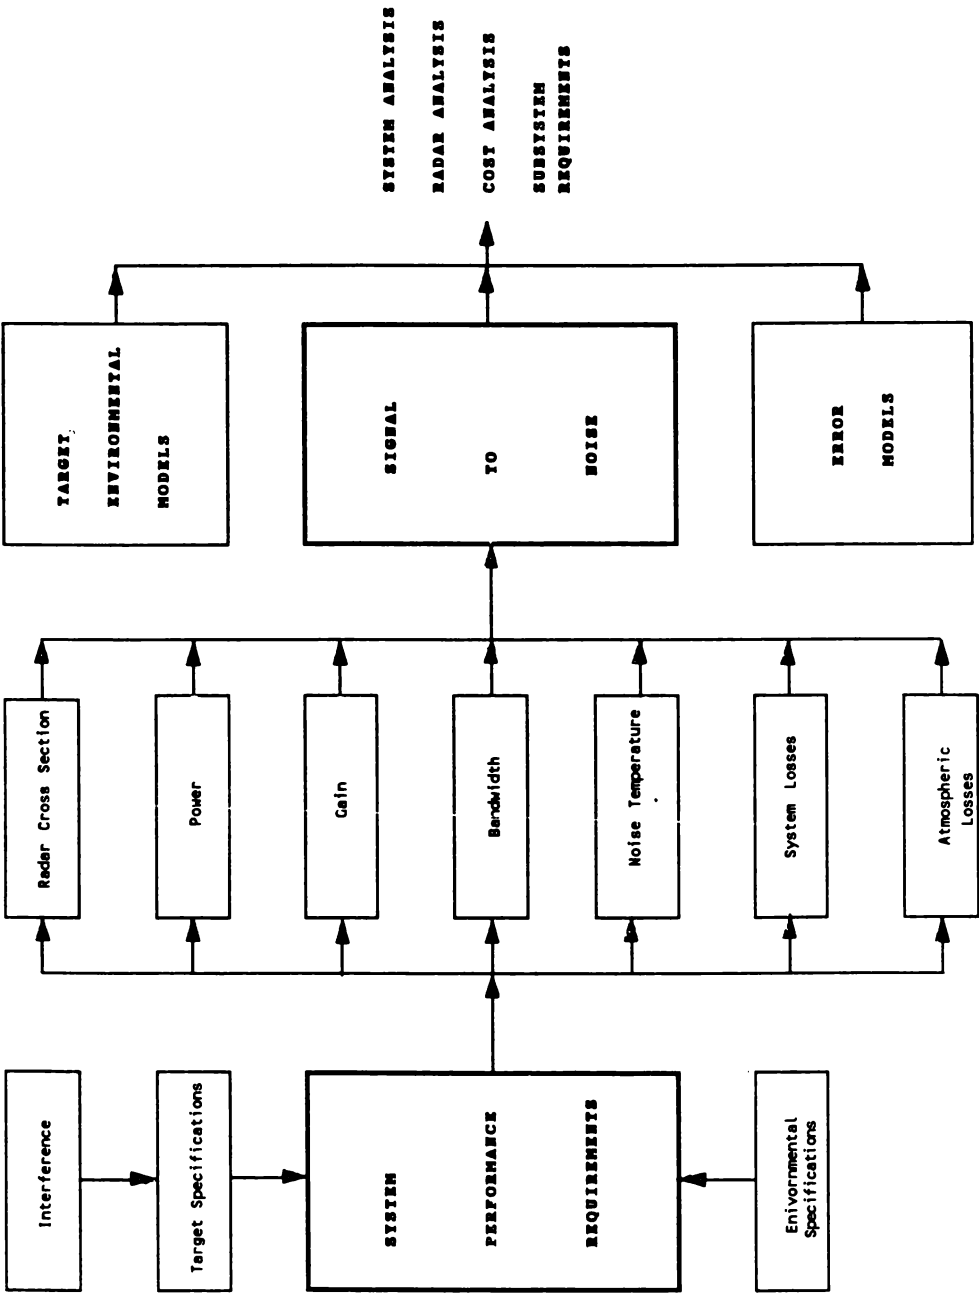 Interference
Target Specifications
SYSTEM
PERFORMANCE
REQUIREMENTS
Enivornmental
Specifications
Radar Cross Section
Power
Gain
Bandwidth
Noise Temperature
System Losses
Atmospheric
Losses
TARGET
ENVIRONMENTAL
MODELS
SIGNAL
TO
NOISE
ERROR
MODELS
SYSTEM ANALYSIS
RADAR ANALYSIS
COST ANALYSIS
SUBSYSTEM
REQUIREMENTS